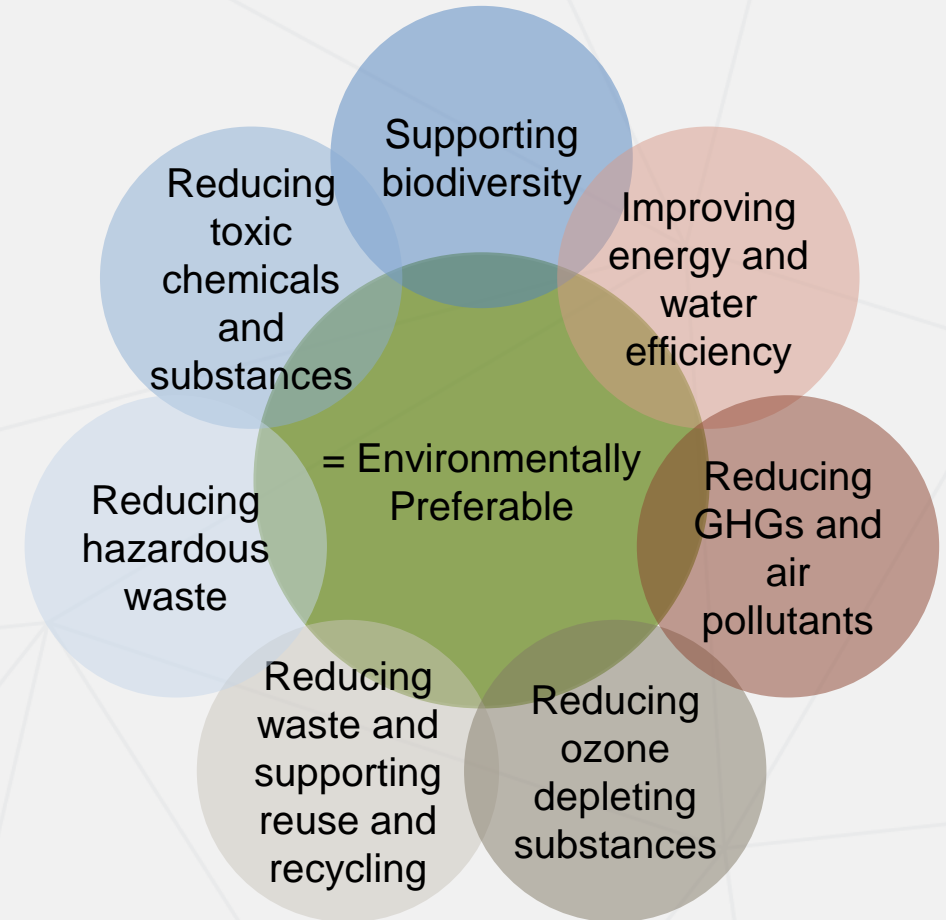 Supporting
biodiversity
Improving
energy and
water
efficiency
Reducing
GHGs and
air
pollutants
Reducing
ozone
depleting
substances
Reducing
waste and
supporting
reuse and
recycling
Reducing
hazardous
waste
Reducing
toxic
chemicals
and
substances
= Environmentally
Preferable